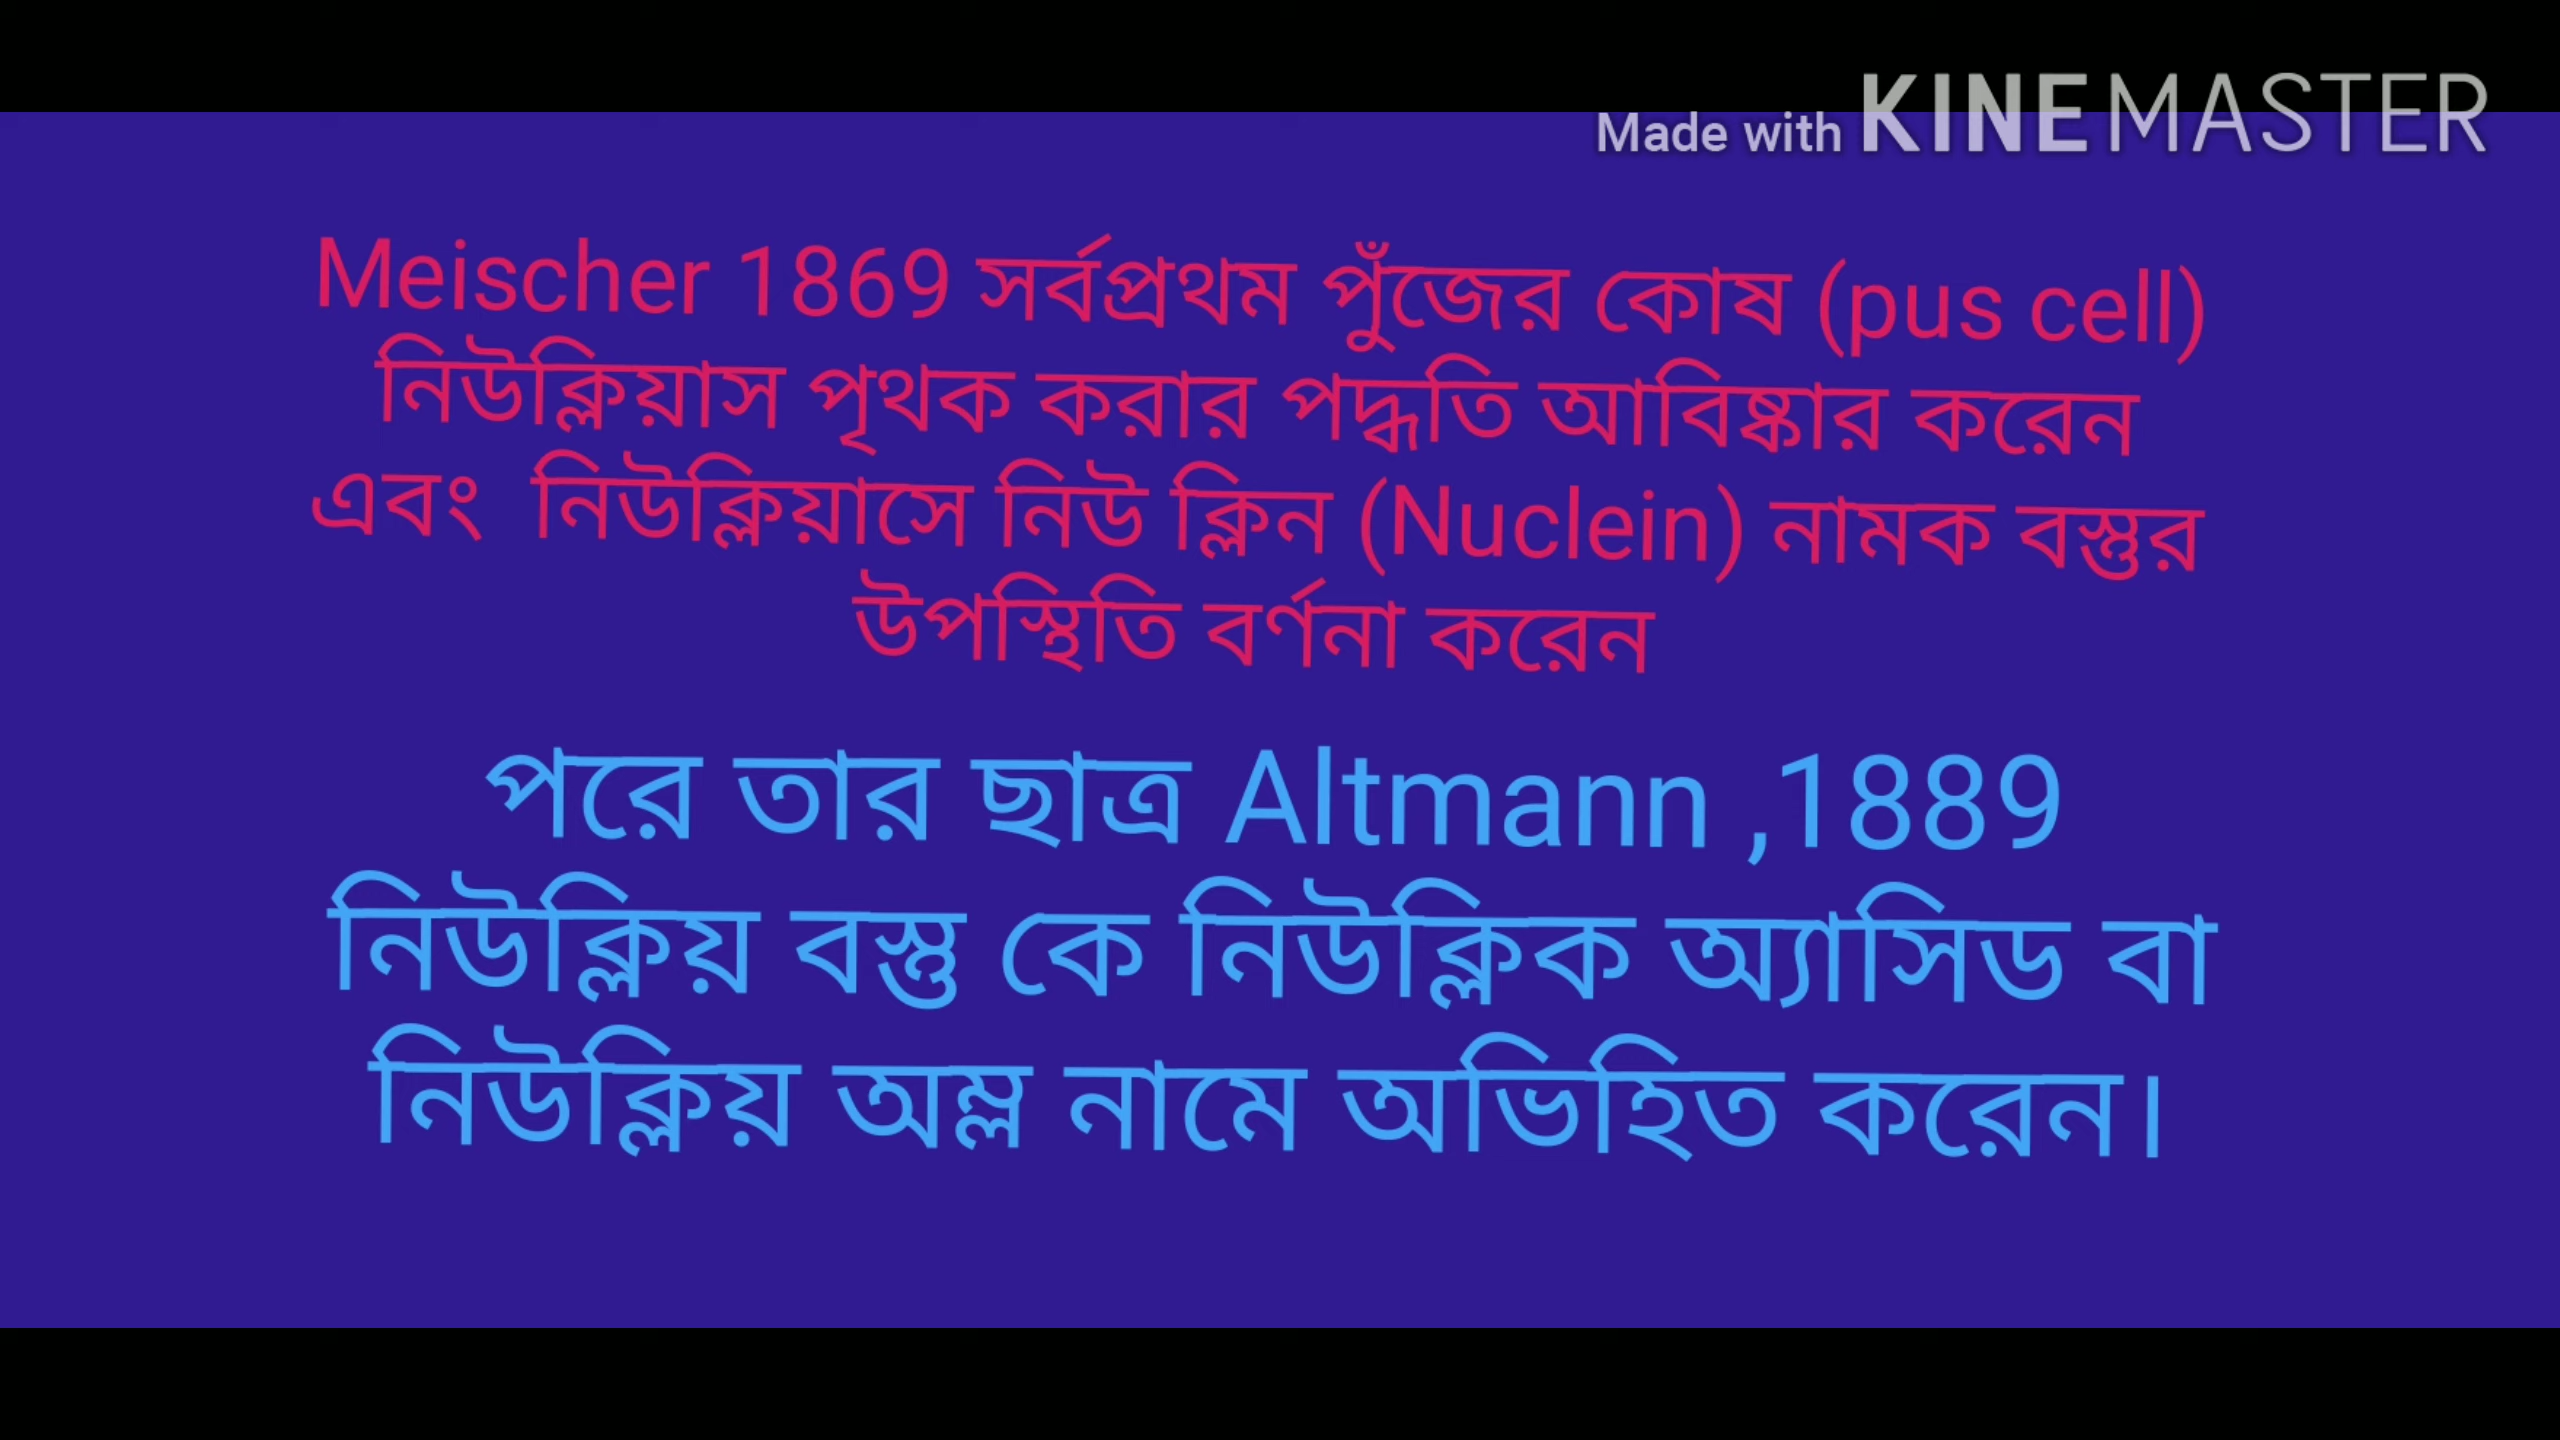 Made with KINEMASTER
Meischer 1869 সর্বপ্রথম পুঁজের কোষ (pus cell)
নিউক্লিয়াস পৃথক করার পদ্ধতি আবিষ্কার করেন
এবং নিউক্লিয়াসে নিউ ক্লিন (Nuclein) নামক বস্তুর
উপস্থিতি বর্ণনা করেন
পরে তার ছাত্র Altmann ,1889
নিউক্লিয় বস্তু কে নিউক্লিক অ্যাসিড বা
নিউক্লিয় অম্ল নামে অভিহিত করেন।